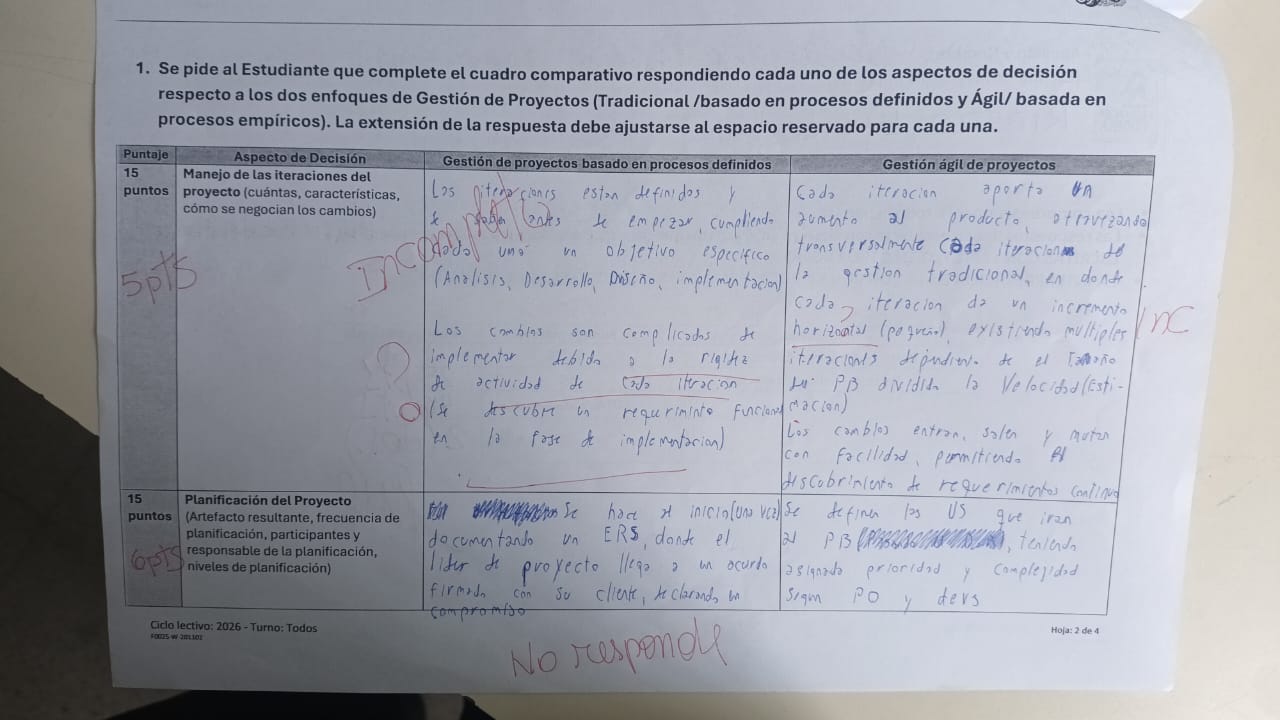 1. Se pide al Estudiante que complete el cuadro comparativo respondiendo cada uno de los aspectos de decisión
respecto a los dos enfoques de Gestión de Proyectos (Tradicional /basado en procesos definidos y Ágil/ basada en
procesos empíricos). La extensión de la respuesta debe ajustarse al espacio reservado para cada una.
Puntaje
Aspecto de Decisión
Gestión de proyectos basado en procesos definidos
Gestión ágil de proyectos
15
puntos
5pts
Manejo de las iteraciones del
proyecto (cuántas, características,
cómo se negocian los cambios)
Las iteraciones estan definidos y
se saben antes de empezar, cumpliendo
cada una un objetivo especifico
(Analisis, Desarrollo, Diseño, implementacion)
Incompleto
Los cambios son complicados de
implementar debido a la rigidez
de actividad de cada iteracion
(Se descubre un requerimiento funcional
en la fase de implementacion)
?
Cada iteracion aporta un
aumento al producto, atravezando
transversalmente cada iteracion de
la gestion tradicional, en donde
cada iteracion da un incremento
horizontal (pequeño), existiendo multiples
iteraciones dependiendo de el tamaño
del PB dividido la Velocidad (Esti-
macion)
Los cambios entran, salen y mutan
con facilidad, permitiendo el
discubrimiento de requerimientos continuo
?
INC
15
puntos
6pts
Planificación del Proyecto
(Artefacto resultante, frecuencia de
planificación, participantes y
responsable de la planificación,
niveles de planificación)
Se hace al inicio (una vez)
documentando un ERS, donde el
lider de proyecto llega a un acuerdo
firmado con su cliente, declarando un
compromiso
Se definen las US que iran
al PB, teniendo
asignado prioridad y complejidad
segun PO y devs
No responde
Ciclo lectivo: 2026 - Turno: Todos
Hoja: 2 de 4